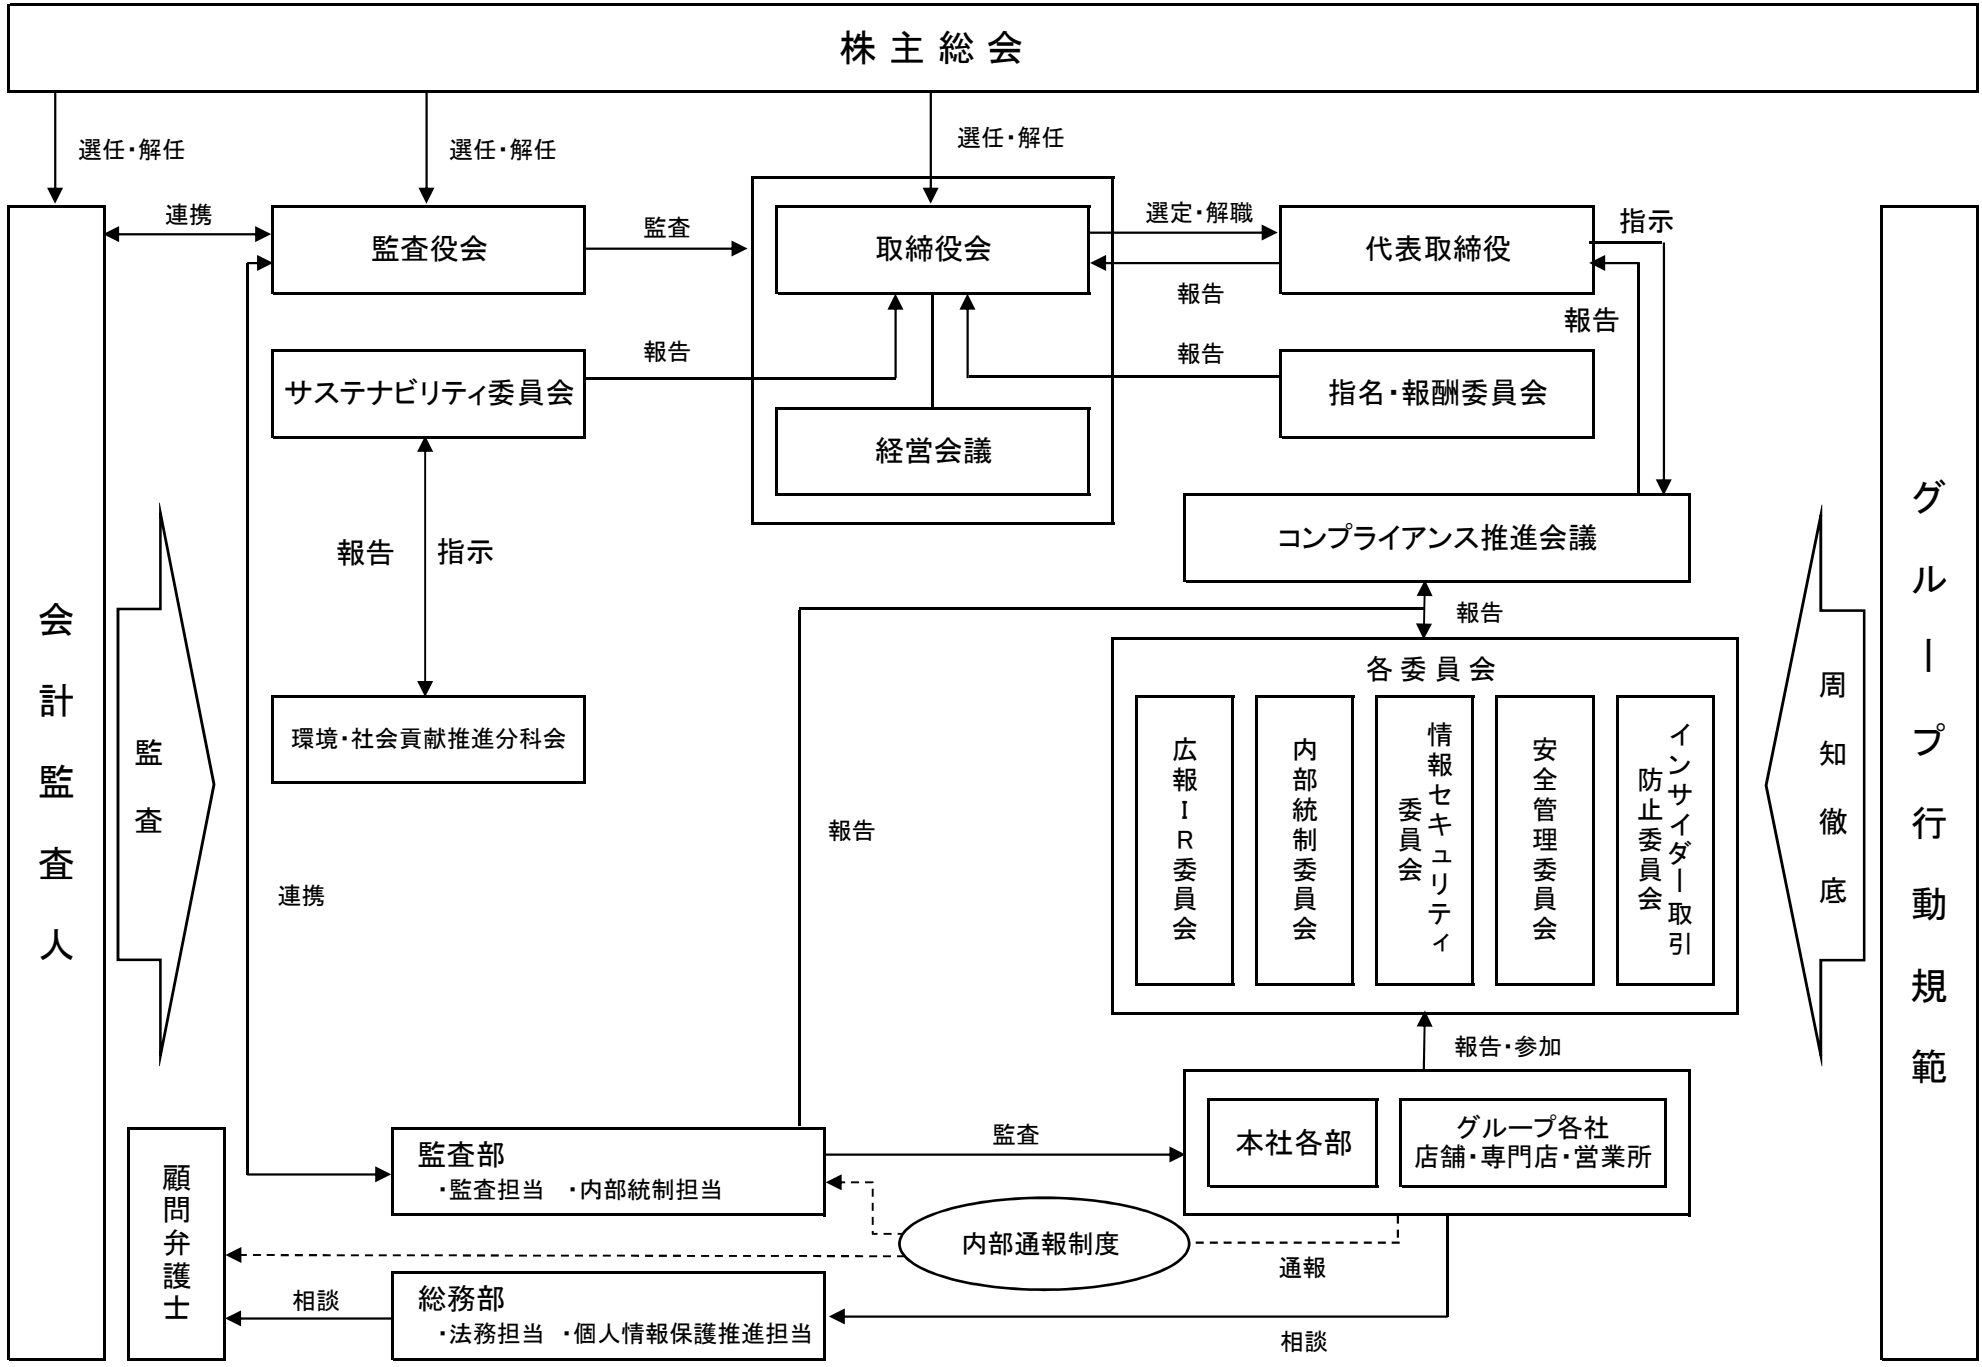 株主総会
選任・解任
選任・解任
選任・解任
連携
監査役会
監査
取締役会
選定・解職
報告
代表取締役
指示
報告
サステナビリティ委員会
報告
報告
指名・報酬委員会
経営会議
コンプライアンス推進会議
報告
指示
報告
会計監査人
監査
環境・社会貢献推進分科会
各委員会
広報IR委員会
内部統制委員会
情報セキュリティ
委員会
安全管理委員会
インサイダー取引
防止委員会
周知徹底
グループ行動規範
報告
連携
報告・参加
監査部
・監査担当 ・内部統制担当
監査
本社各部
グループ各社
店舗・専門店・営業所
顧問弁護士
内部通報制度
通報
相談
総務部
・法務担当 ・個人情報保護推進担当
相談